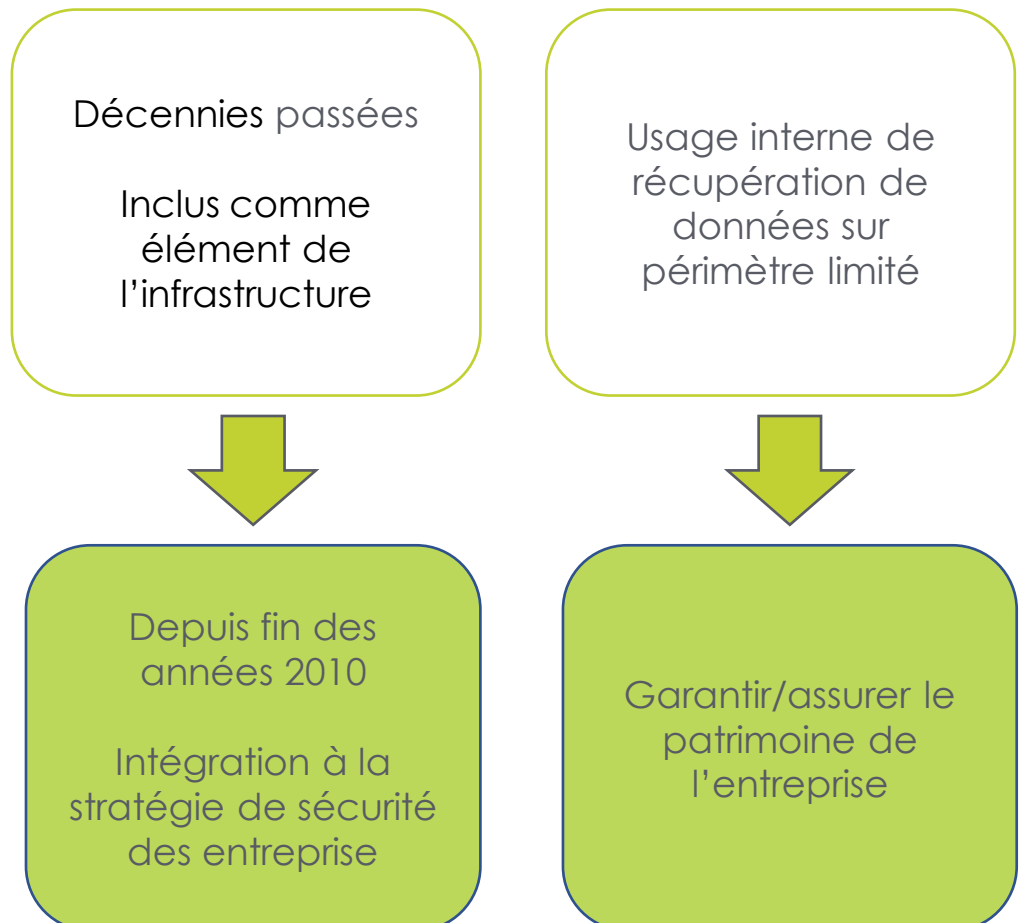 Décennies passées
Inclus comme
élément de
l’infrastructure
Usage interne de
récupération de
données sur
périmètre limité
Depuis fin des
années 2010
Intégration à la
stratégie de sécurité
des entreprise
Garantir/assurer le
patrimoine de
l’entreprise